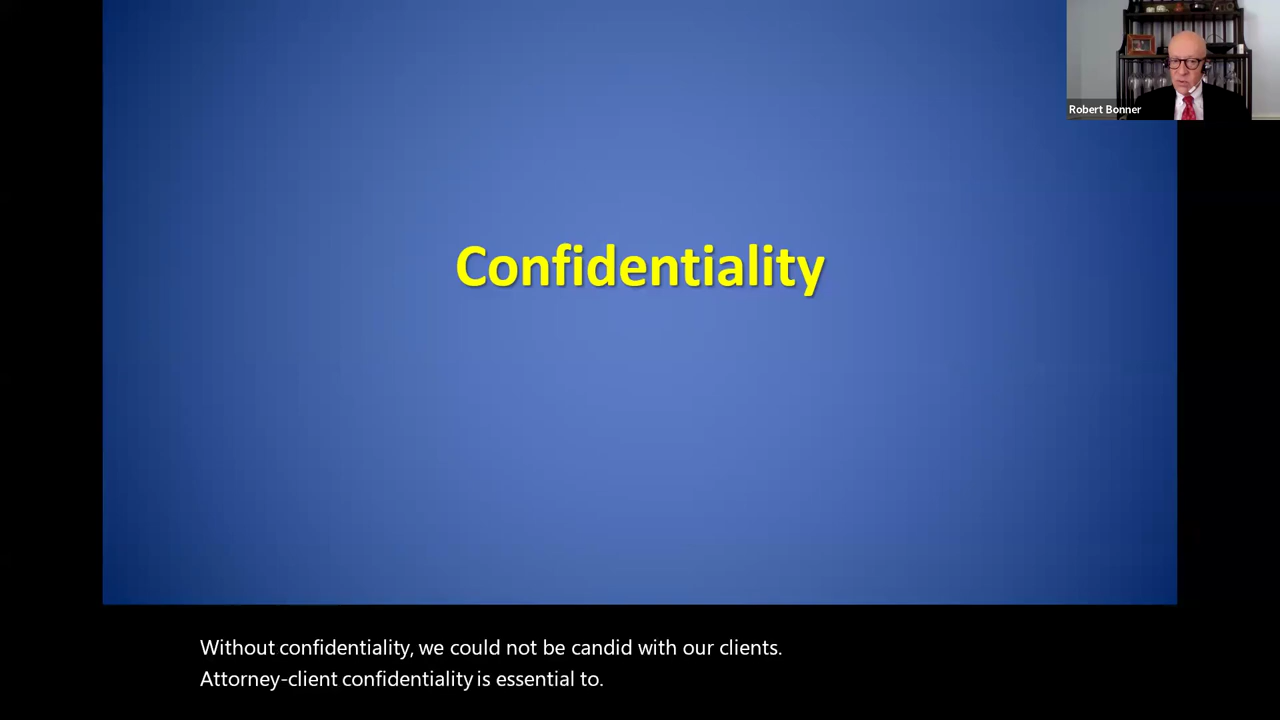 Robert Bonner
Confidentiality
Without confidentiality, we could not be candid with our clients.
Attorney-client confidentiality is essential to.